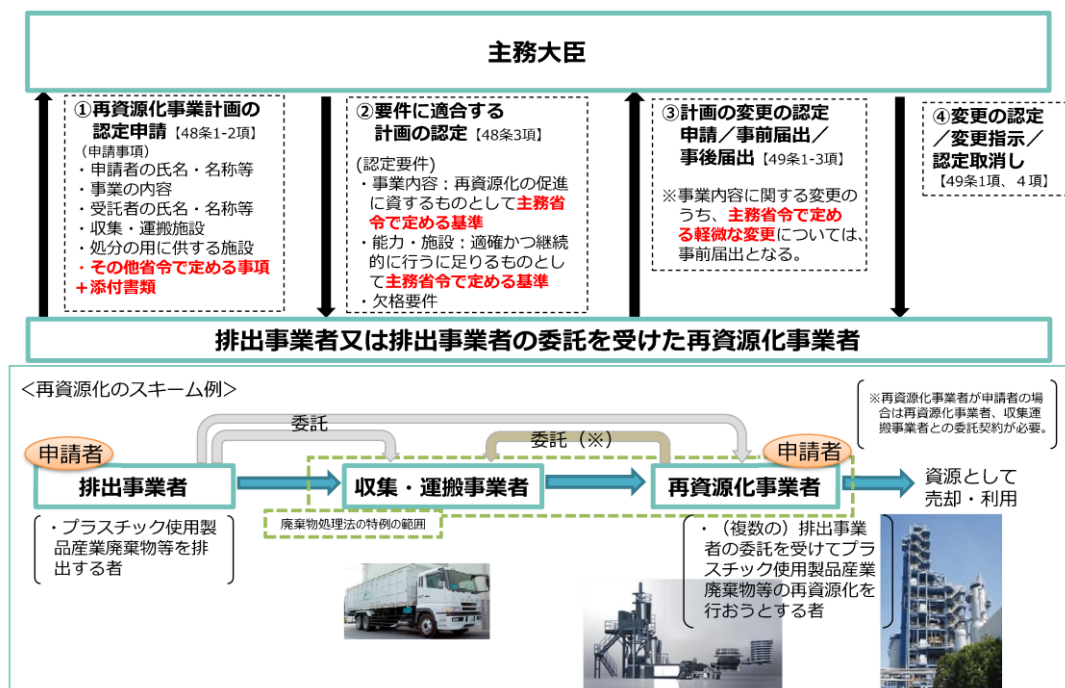 主務大臣
①再資源化事業計画の
認定申請【48条1-2項】
（申請事項）
・申請者の氏名・名称等
・事業の内容
・受託者の氏名・名称等
・収集・運搬施設
・処分の用に供する施設
・その他省令で定める事項
＋添付書類
②要件に適合する
計画の認定【48条3項】
(認定要件)
・事業内容：再資源化の促進
に資するものとして主務省
令で定める基準
・能力・施設：適確かつ継続
的に行うに足りるものとし
て主務省令で定める基準
・欠格要件
③計画の変更の認定
申請／事前届出／
事後届出【49条1-3項】
※事業内容に関する変更の
うち、主務省令で定め
る軽微な変更については、
事前届出となる。
④変更の認定
/変更指示／
認定取消し
【49条1項、４項】
排出事業者又は排出事業者の委託を受けた再資源化事業者
＜再資源化のスキーム例＞
※再資源化事業者が申請者の場
合は再資源化事業者、収集運
搬事業者との委託契約が必要。
委託
委託（※）
申請者
申請者
排出事業者
収集・運搬事業者
再資源化事業者
資源として
売却・利用
廃棄物処理法の特例の範囲
・プラスチック使用製
品産業廃棄物等を排
出する者
・（複数の）排出事業
者の委託を受けてプラ
スチック使用製品産業
廃棄物等の再資源化を
行おうとする者